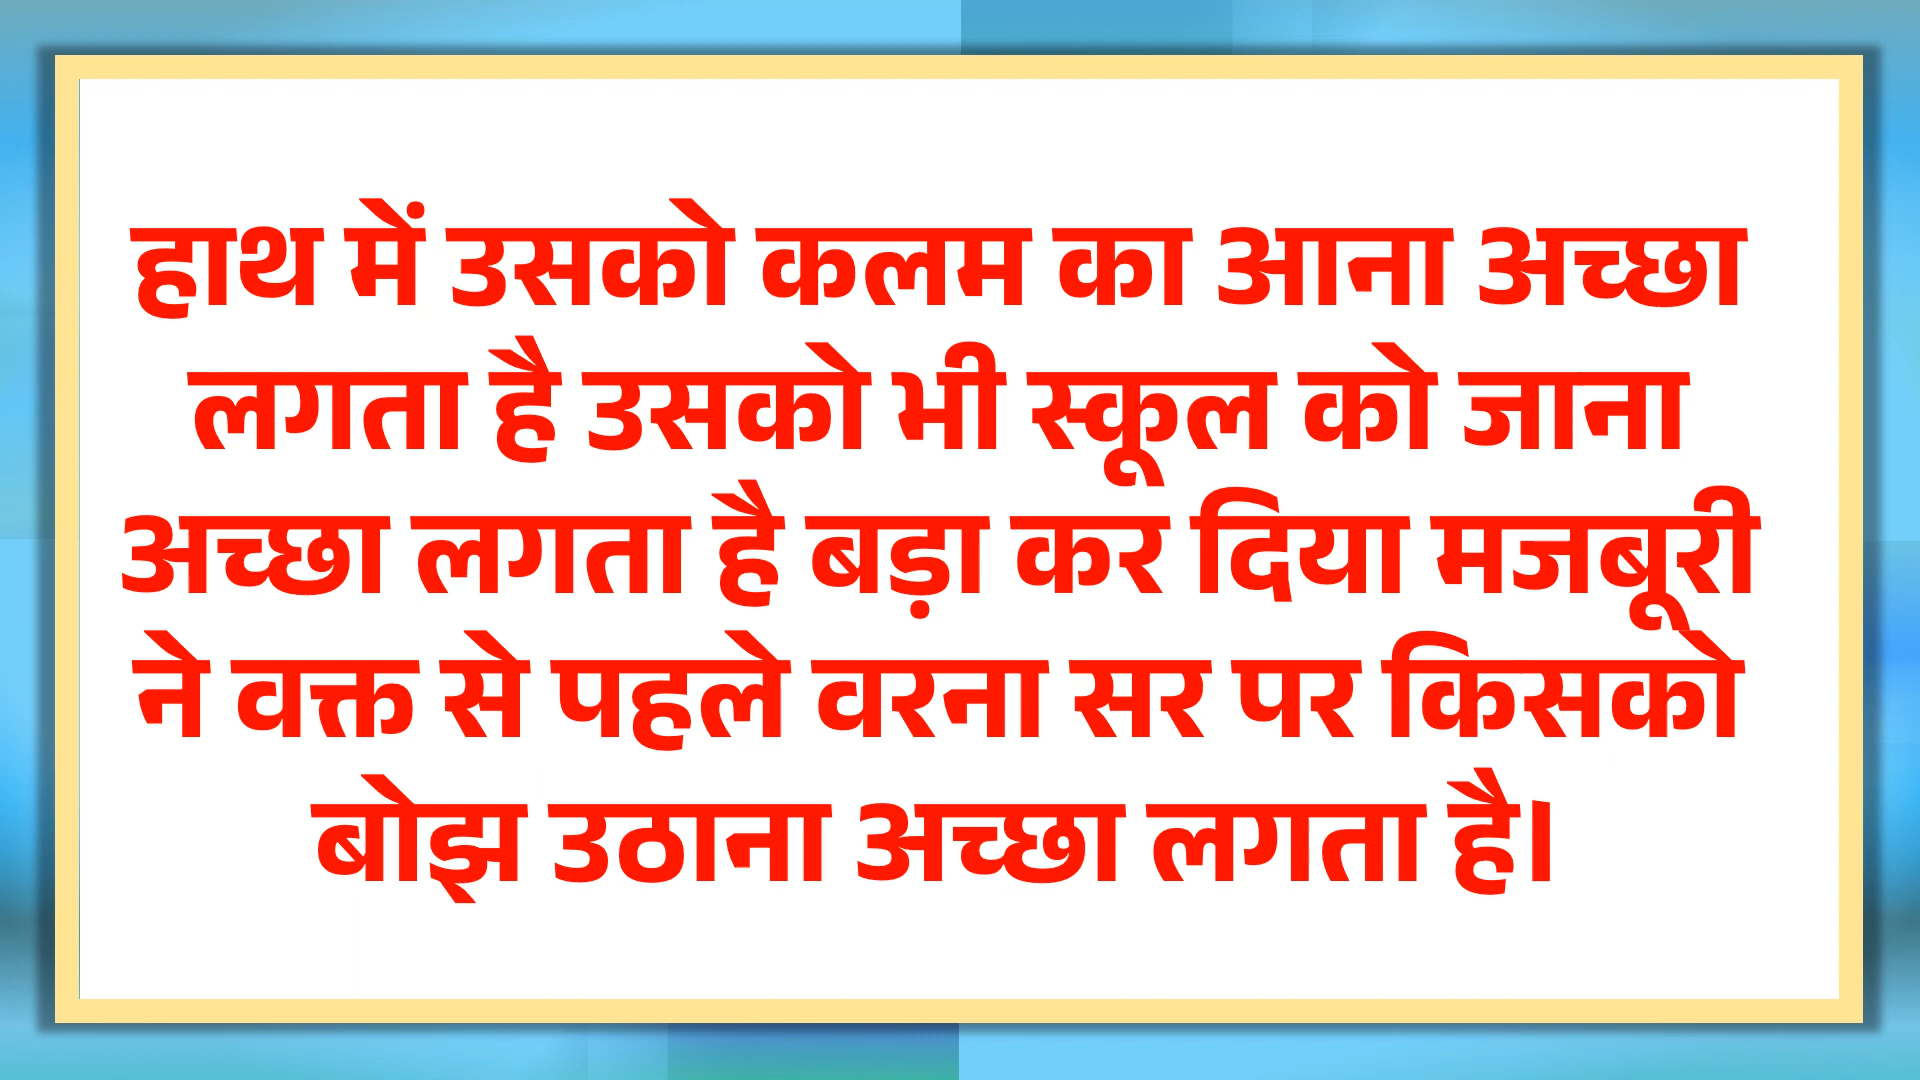 हाथ में उसको कलम का आना अच्छा
लगता है उसको भी स्कूल को जाना
अच्छा लगता है बड़ा कर दिया मजबूरी
ने वक्त से पहले वरना सर पर किसको
बोझ उठाना अच्छा लगता है।